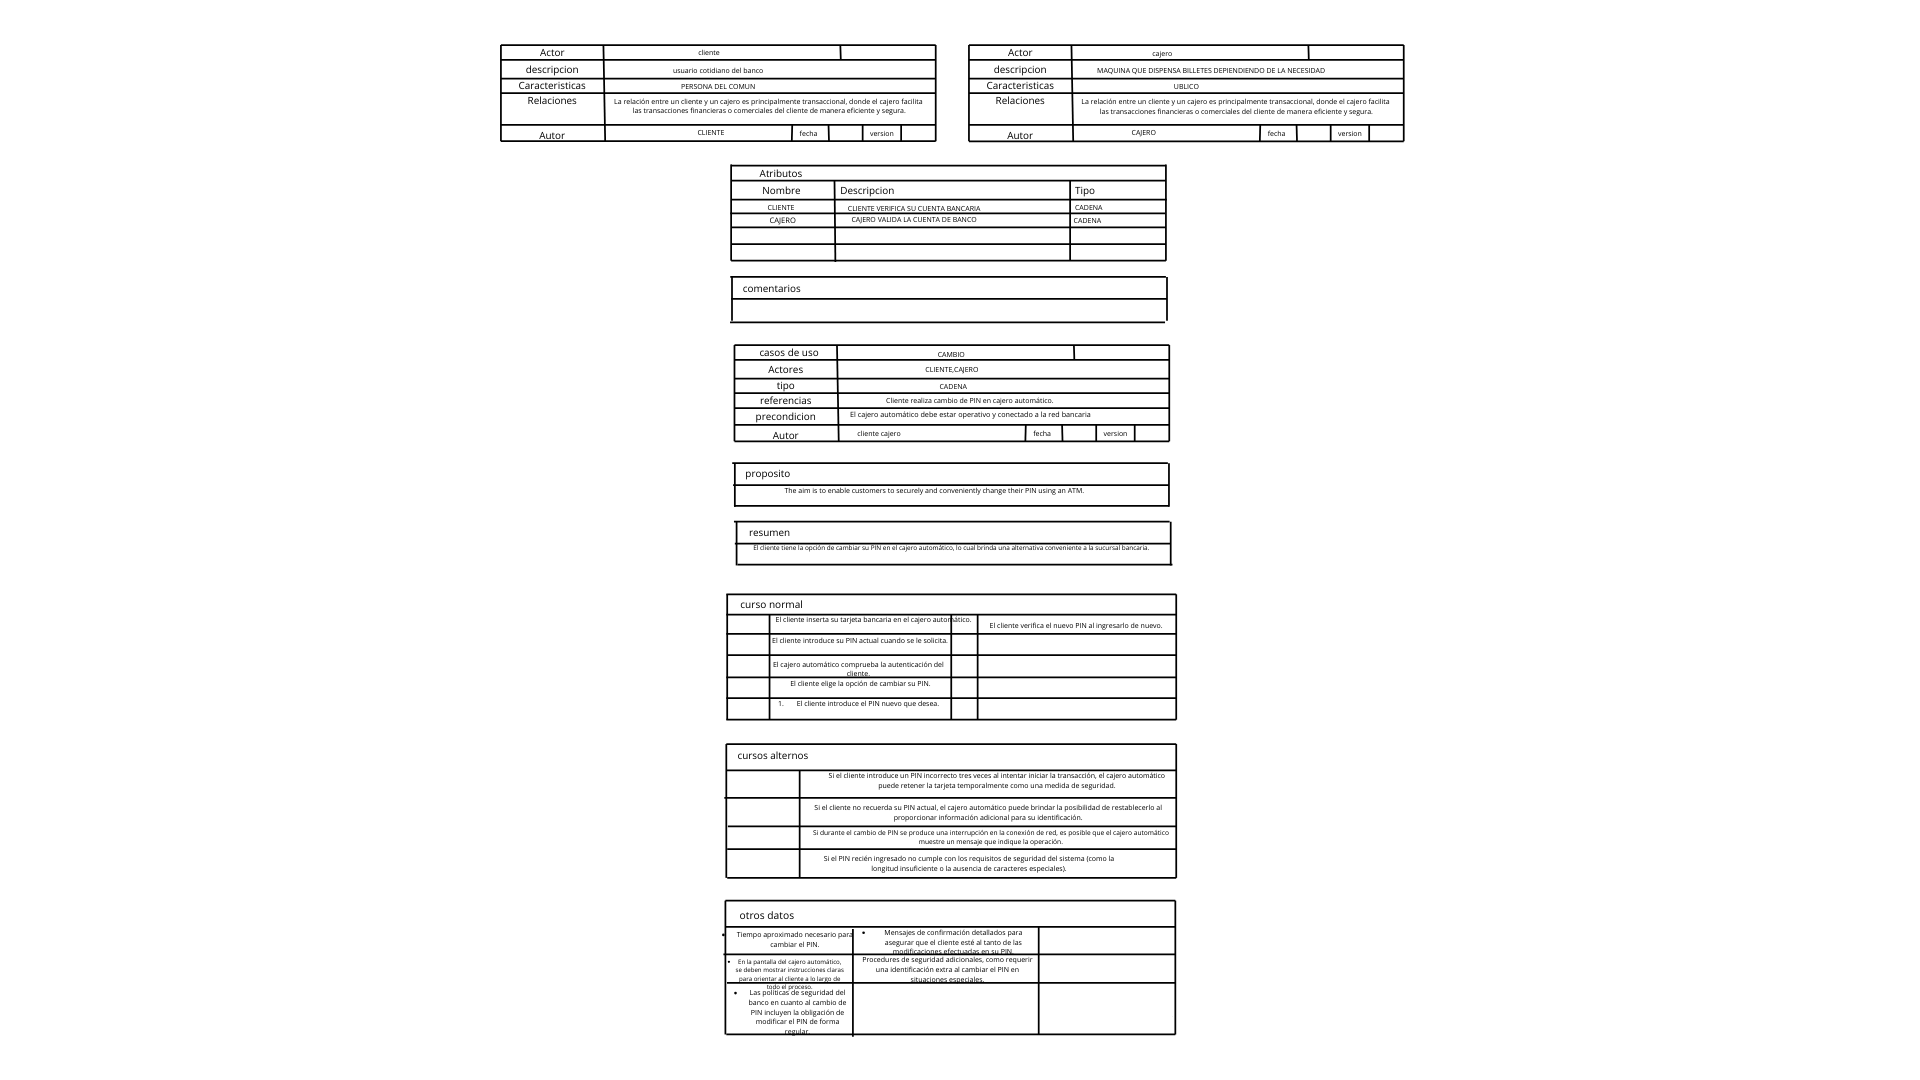 Actor cliente
descripcion usuario cotidiano del banco
Caracteristicas PERSONA DEL COMUN
Relaciones La relación entre un cliente y un cajero es principalmente transaccional, donde el cajero facilita
las transacciones financieras o comerciales del cliente de manera eficiente y segura.
Autor CLIENTE fecha version
Actor cajero
descripcion MAQUINA QUE DISPENSA BILLETES DEPIENDIENDO DE LA NECESIDAD
Caracteristicas UBLICO
Relaciones La relación entre un cliente y un cajero es principalmente transaccional, donde el cajero facilita
las transacciones financieras o comerciales del cliente de manera eficiente y segura.
Autor CAJERO fecha version
Atributos
Nombre Descripcion Tipo
CLIENTE CLIENTE VERIFICA SU CUENTA BANCARIA CADENA
CAJERO CAJERO VALIDA LA CUENTA DE BANCO CADENA
comentarios
casos de uso CAMBIO
Actores CLIENTE,CAJERO
tipo CADENA
referencias Cliente realiza cambio de PIN en cajero automático.
precondicion El cajero automático debe estar operativo y conectado a la red bancaria
Autor cliente cajero fecha version
proposito
The aim is to enable customers to securely and conveniently change their PIN using an ATM.
resumen
El cliente tiene la opción de cambiar su PIN en el cajero automático, lo cual brinda una alternativa conveniente a la sucursal bancaria.
curso normal
El cliente inserta su tarjeta bancaria en el cajero automático.
El cliente verifica el nuevo PIN al ingresarlo de nuevo.
El cliente introduce su PIN actual cuando se le solicita.
El cajero automático comprueba la autenticación del
cliente.
El cliente elige la opción de cambiar su PIN.
1. El cliente introduce el PIN nuevo que desea.
cursos alternos
Si el cliente introduce un PIN incorrecto tres veces al intentar iniciar la transacción, el cajero automático
puede retener la tarjeta temporalmente como una medida de seguridad.
Si el cliente no recuerda su PIN actual, el cajero automático puede brindar la posibilidad de restablecerlo al
proporcionar información adicional para su identificación.
Si durante el cambio de PIN se produce una interrupción en la conexión de red, es posible que el cajero automático
muestre un mensaje que indique la operación.
Si el PIN recién ingresado no cumple con los requisitos de seguridad del sistema (como la
longitud insuficiente o la ausencia de caracteres especiales).
otros datos
• Tiempo aproximado necesario para
cambiar el PIN.
• Mensajes de confirmación detallados para
asegurar que el cliente esté al tanto de las
modificaciones efectuadas en su PIN.
• En la pantalla del cajero automático,
se deben mostrar instrucciones claras
para orientar al cliente a lo largo de
todo el proceso.
Procedures de seguridad adicionales, como requerir
una identificación extra al cambiar el PIN en
situaciones especiales.
• Las políticas de seguridad del
banco en cuanto al cambio de
PIN incluyen la obligación de
modificar el PIN de forma
regular.